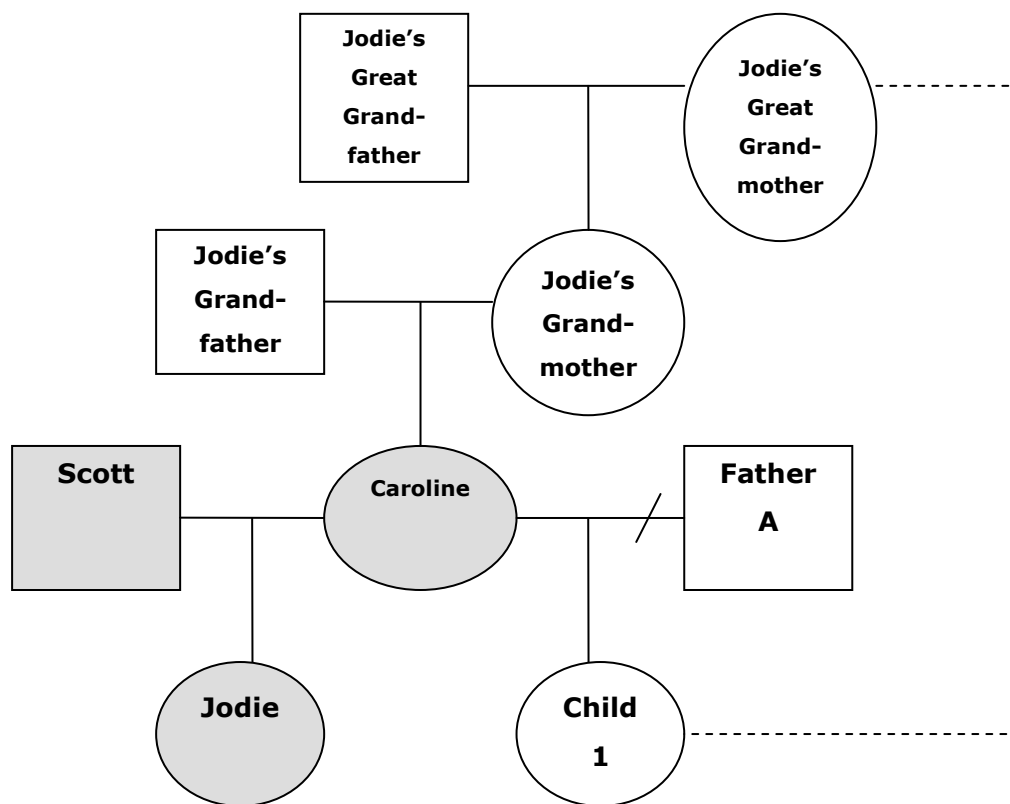 Jodie’s
Great
Grand-
father
Jodie’s
Great
Grand-
mother
Jodie’s
Grand-
father
Jodie’s
Grand-
mother
Scott
Caroline
Father
A
Jodie
Child
1